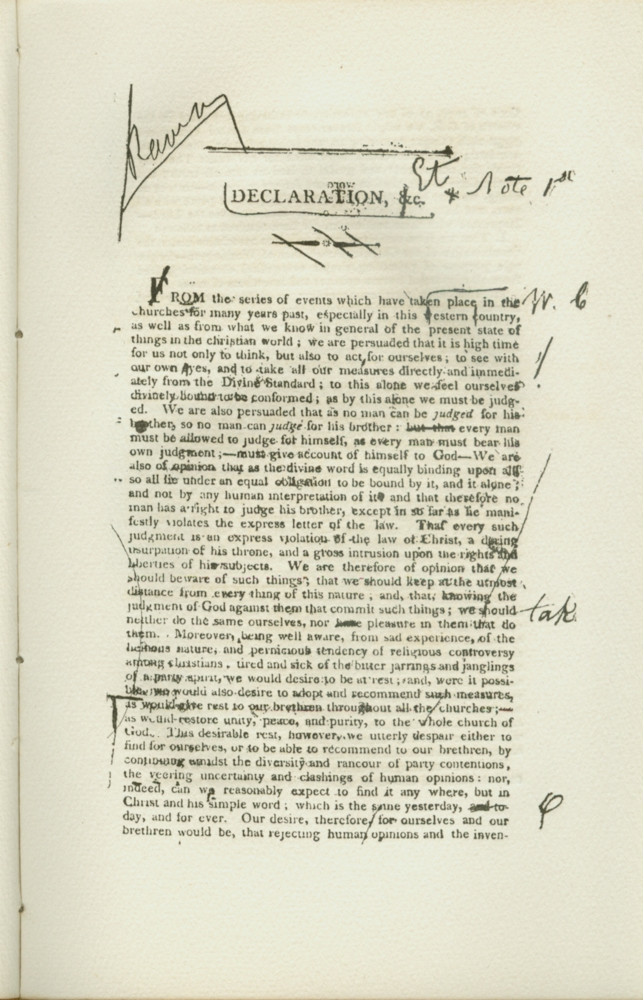 DECLARATION, &c.
Et
* Note 1st
FROM the series of events which have taken place in the
W. C
churches for many years past, especially in this western country,
as well as from what we know in general of the present state of
things in the christian world ; we are persuaded that it is high time
for us not only to think, but also to act, for ourselves ; to see with
our own eyes, and to take all our measures directly and immedi-
ately from the Divine Standard ; to this alone we feel ourselves
divinely bound to be conformed ; as by this alone we must be judg-
ed. We are also persuaded that as no man can be judged for his
brother, so no man can judge for his brother : but that every man
must be allowed to judge for himself, as every man must bear his
own judgment ;—must give account of himself to God—We are
also of opinion that as the divine word is equally binding upon all
so all lie under an equal obligation to be bound by it, and it alone ;
and not by any human interpretation of it and that therefore no
man has a right to judge his brother, except in so far as he mani-
festly violates the express letter of the law. That every such
judgment is an express violation of the law of Christ, a daring
usurpation of his throne, and a gross intrusion upon the rights and
liberties of his subjects. We are therefore of opinion that we
should beware of such things ; that we should keep at the utmost
distance from every thing of this nature ; and, that, knowing the
judgment of God against them that commit such things ; we should
neither do the same ourselves, nor have pleasure in them that do
them. Moreover, being well aware, from sad experience, of the
heinous nature, and pernicious tendency of religious controversy
among christians , tired and sick of the bitter jarrings and janglings
of a party spirit, we would desire to be at rest ; and, were it possi-
ble, we would also desire to adopt and recommend such measures,
as would give rest to our brethren throughout all the churches ;—
as would restore unity, peace, and purity, to the whole church of
God. This desirable rest, however, we utterly despair either to
find for ourselves, or to be able to recommend to our brethren, by
continuing amidst the diversity and rancour of party contentions,
the veering uncertainty and clashings of human opinions : nor,
indeed, can we reasonably expect to find it any where, but in
Christ and his simple word ; which is the same yesterday, and to-
day, and for ever. Our desire, therefore, for ourselves and our
brethren would be, that rejecting human opinions and the inven-